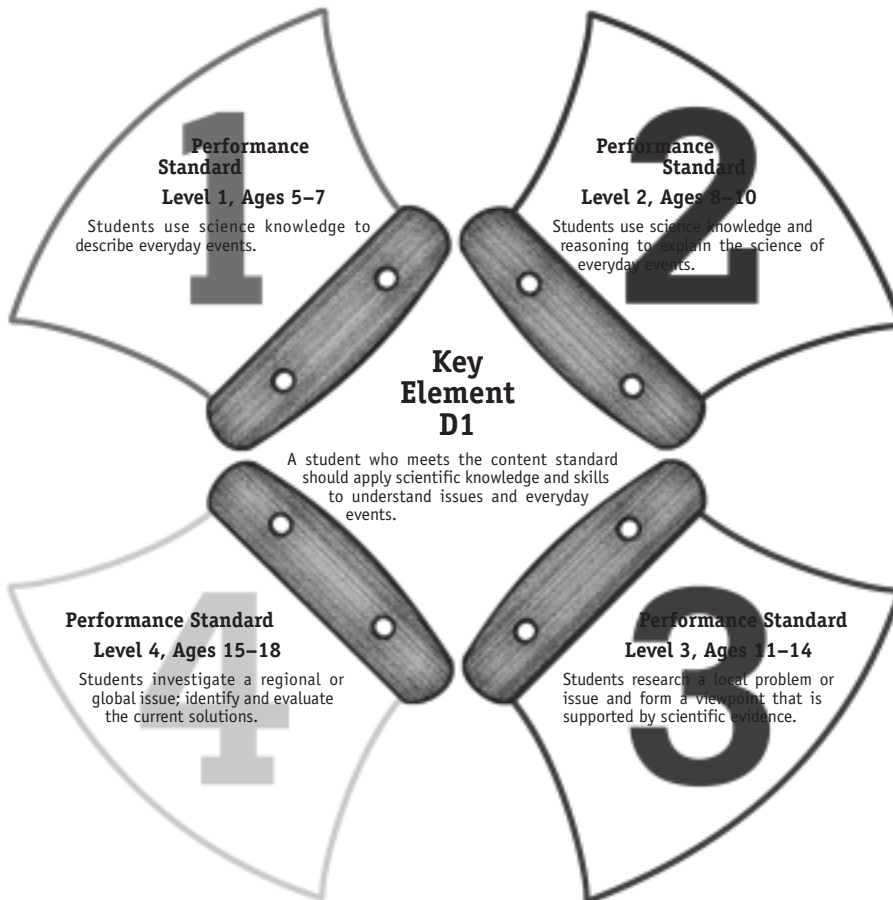 1
Performance
Standard
Level 1, Ages 5–7
Students use science knowledge to
describe everyday events.
2
Performance
Standard
Level 2, Ages 8–10
Students use science knowledge and
reasoning to explain the science of
everyday events.
Key
Element
D1
A student who meets the content standard
should apply scientific knowledge and skills
to understand issues and everyday
events.
4
Performance Standard
Level 4, Ages 15–18
Students investigate a regional or
global issue; identify and evaluate
the current solutions.
3
Performance Standard
Level 3, Ages 11–14
Students research a local problem or
issue and form a viewpoint that is
supported by scientific evidence.